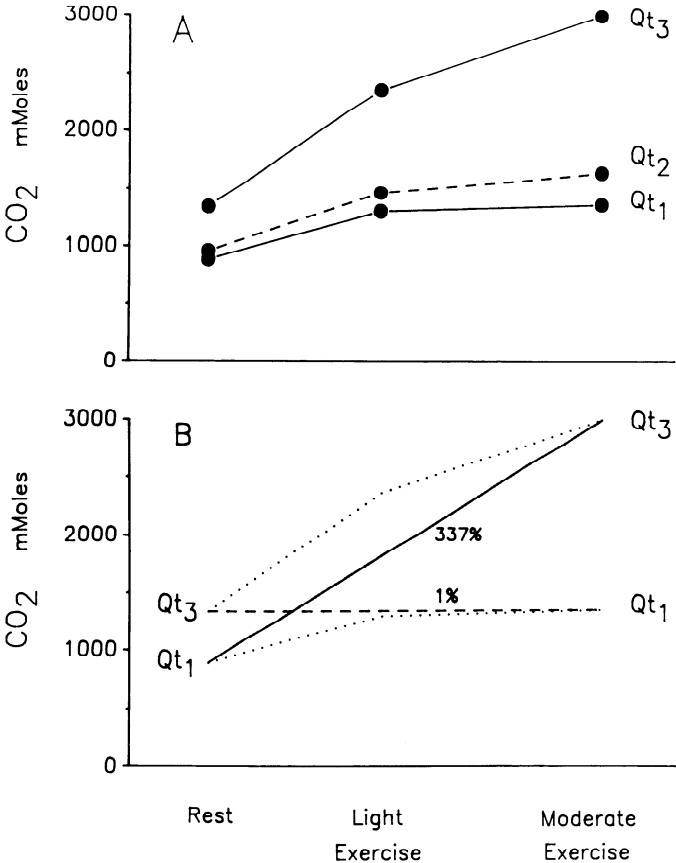 3000
A
Qt3
2000
Qt2
Qt1
1000
0
CO2 mMoles
3000
B
Qt3
2000
337%
1%
Qt3
Qt1
1000
Qt1
0
CO2 mMoles
Rest
Light
Exercise
Moderate
Exercise